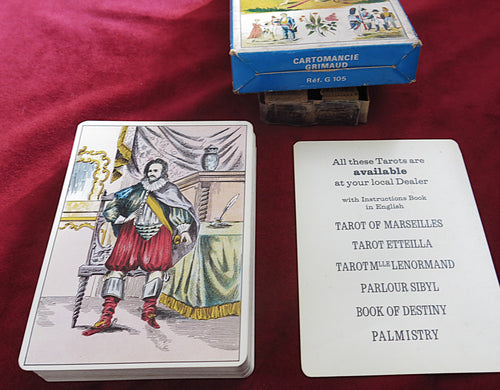 CARTOMANCIE
GRIMAUD
Réf. G 105
All these Tarots are
available
at your local Dealer
with Instructions Book
in English
TAROT OF MARSEILLES
TAROT ETTEILLA
TAROT MLLE LENORMAND
PARLOUR SIBYL
BOOK OF DESTINY
PALMISTRY